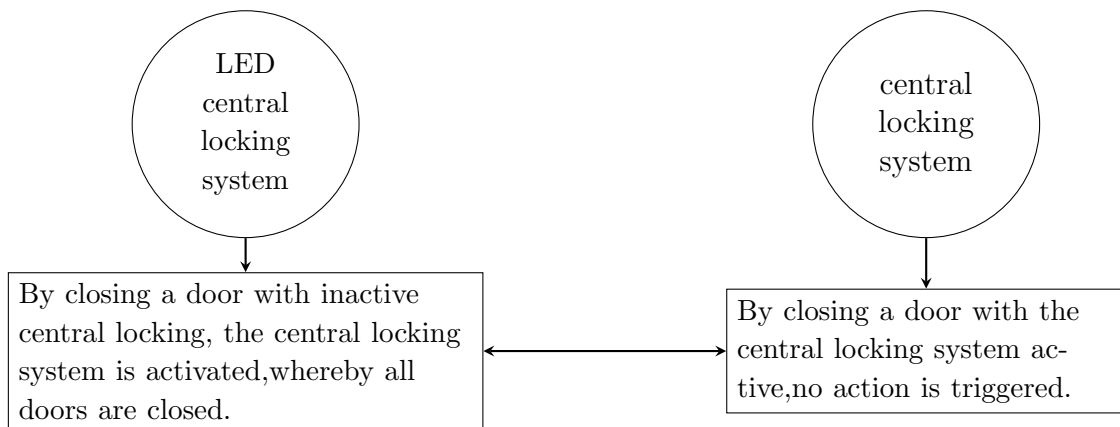 LED
central
locking
system
central
locking
system
By closing a door with inactive
central locking, the central locking
system is activated,whereby all
doors are closed.
By closing a door with the
central locking system ac-
tive,no action is triggered.